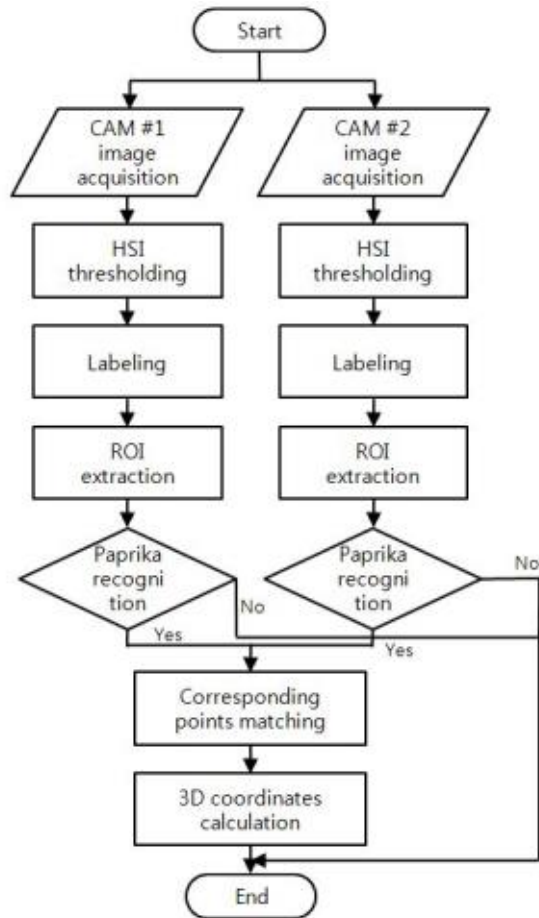 Start
CAM #1
image
acquisition
CAM #2
image
acquisition
HSI
thresholding
HSI
thresholding
Labeling
Labeling
ROI
extraction
ROI
extraction
Paprika
recogni
tion
Paprika
recogni
tion
No
No
Yes
Yes
Corresponding
points matching
3D coordinates
calculation
End